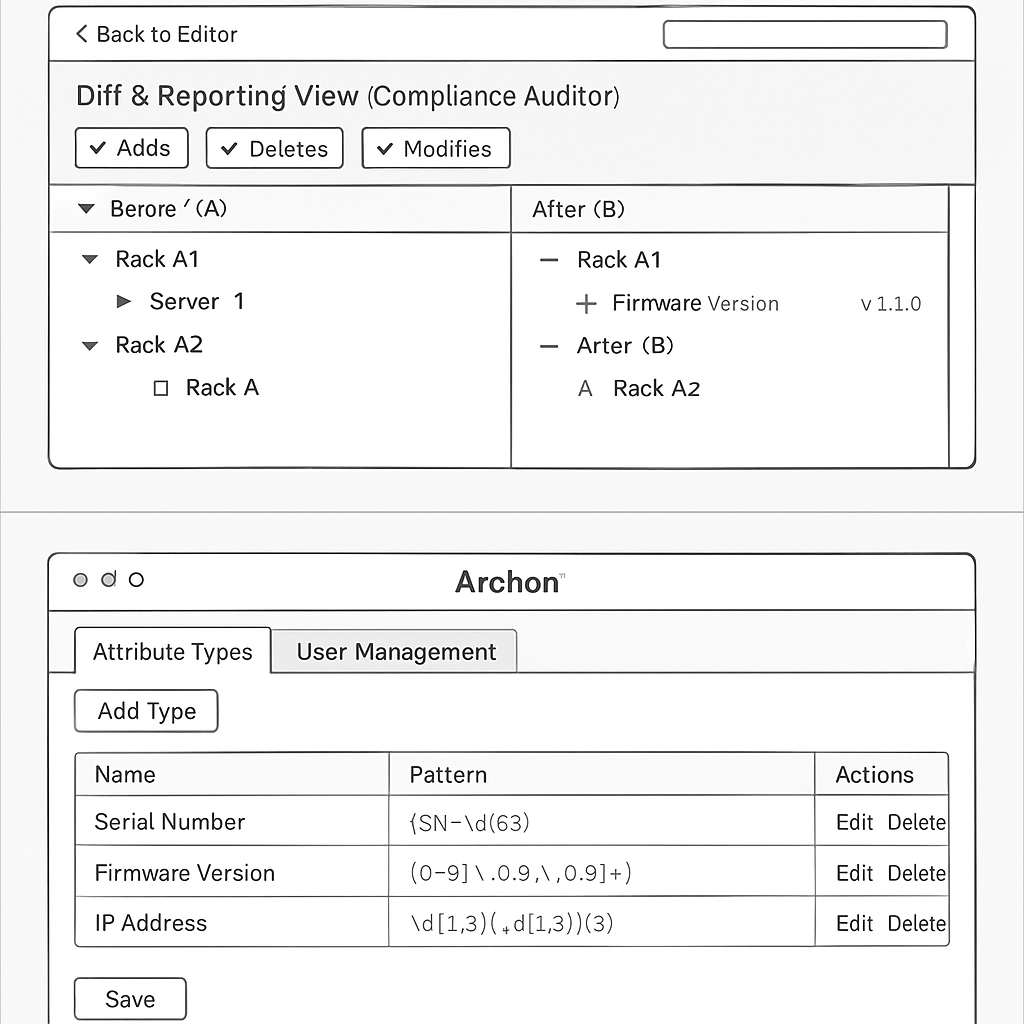 Back to Editor
Diff & Reporting View (Compliance Auditor)
Adds Deletes Modifies
Berore ′ (A) After (B)
Rack A1 Rack A1
Server 1 Firmware Version v 1.1.0
Rack A2 Arter (B)
Rack A A Rack A2
Archon
Attribute Types User Management
Add Type
Name Pattern Actions
Serial Number {SN-\d(63) Edit Delete
Firmware Version (0-9]\.0.9,\,0.9]+) Edit Delete
IP Address \d[1,3)(₊d[1,3))(3) Edit Delete
Save